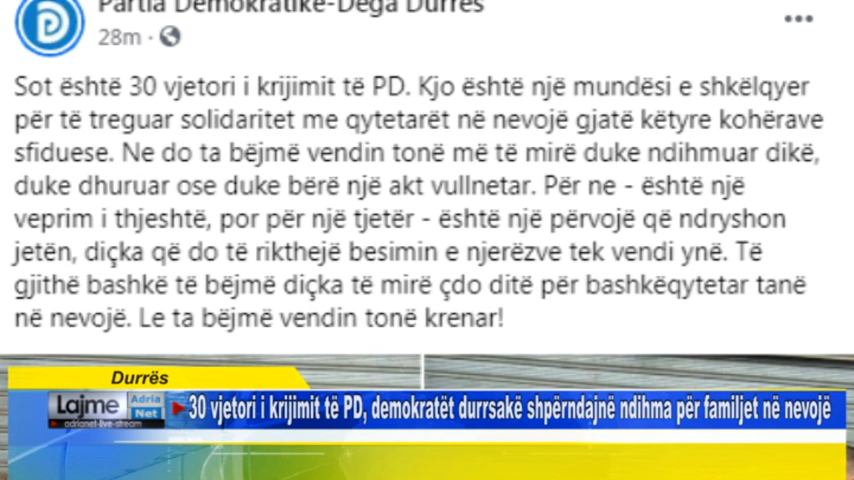 Partia Demokratike-Dega Durrës
28m
Sot është 30 vjetori i krijimit të PD. Kjo është një mundësi e shkëlqyer
për të treguar solidaritet me qytetarët në nevojë gjatë këtyre kohërave
sfiduese. Ne do ta bëjmë vendin tonë më të mirë duke ndihmuar dikë,
duke dhuruar ose duke bërë një akt vullnetar. Për ne - është një
veprim i thjeshtë, por për një tjetër - është një përvojë që ndryshon
jetën, diçka që do të rikthejë besimin e njerëzve tek vendi ynë. Të
gjithë bashkë të bëjmë diçka të mirë çdo ditë për bashkëqytetar tanë
në nevojë. Le ta bëjmë vendin tonë krenar!
Durrës
Lajme Adria Net
adrianet-live-stream
30 vjetori i krijimit të PD, demokratët durrsakë shpërndajnë ndihma për familjet në nevojë